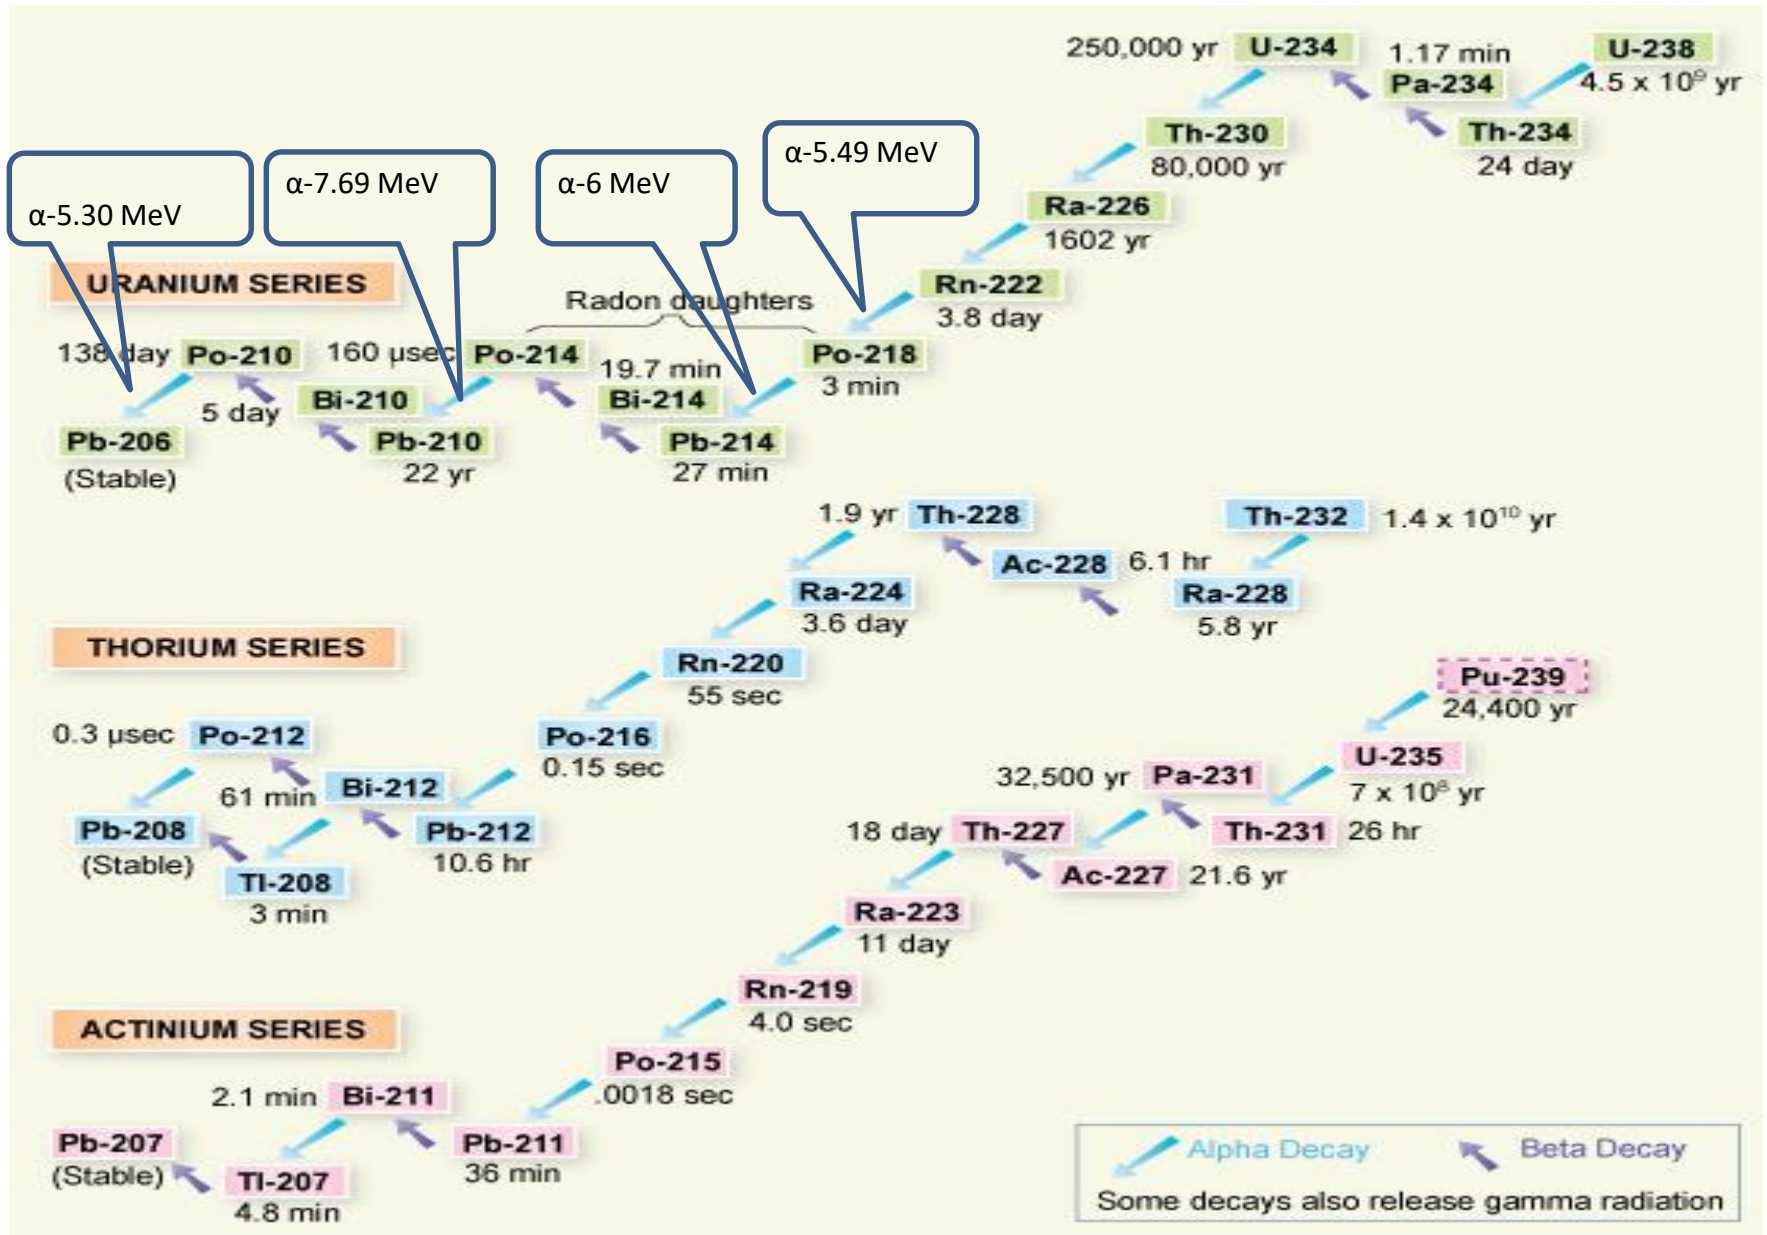 250,000 yr U-234 1.17 min U-238
Pa-234 4.5 x 10⁹ yr
Th-230 Th-234
80,000 yr 24 day
α-5.49 MeV
α-7.69 MeV α-6 MeV
α-5.30 MeV
Ra-226
1602 yr
URANIUM SERIES Rn-222
Radon daughters 3.8 day
138 day Po-210 160 µsec Po-214 19.7 min Po-218
3 min
5 day Bi-210 Bi-214
Pb-206 Pb-210 Pb-214
(Stable) 22 yr 27 min
1.9 yr Th-228 Th-232 1.4 x 10¹⁰ yr
Ac-228 6.1 hr
Ra-224 Ra-228
3.6 day 5.8 yr
THORIUM SERIES Rn-220
55 sec
Pu-239
24,400 yr
0.3 µsec Po-212 Po-216
0.15 sec
61 min Bi-212
Pb-208 Pb-212
(Stable) 10.6 hr
Tl-208
3 min
U-235
32,500 yr Pa-231 7 x 10⁸ yr
18 day Th-227 Th-231 26 hr
Ac-227 21.6 yr
Ra-223
11 day
Rn-219
4.0 sec
ACTINIUM SERIES
Po-215
.0018 sec
2.1 min Bi-211
Pb-207 Pb-211
(Stable) 36 min
Tl-207
4.8 min
Alpha Decay Beta Decay
Some decays also release gamma radiation